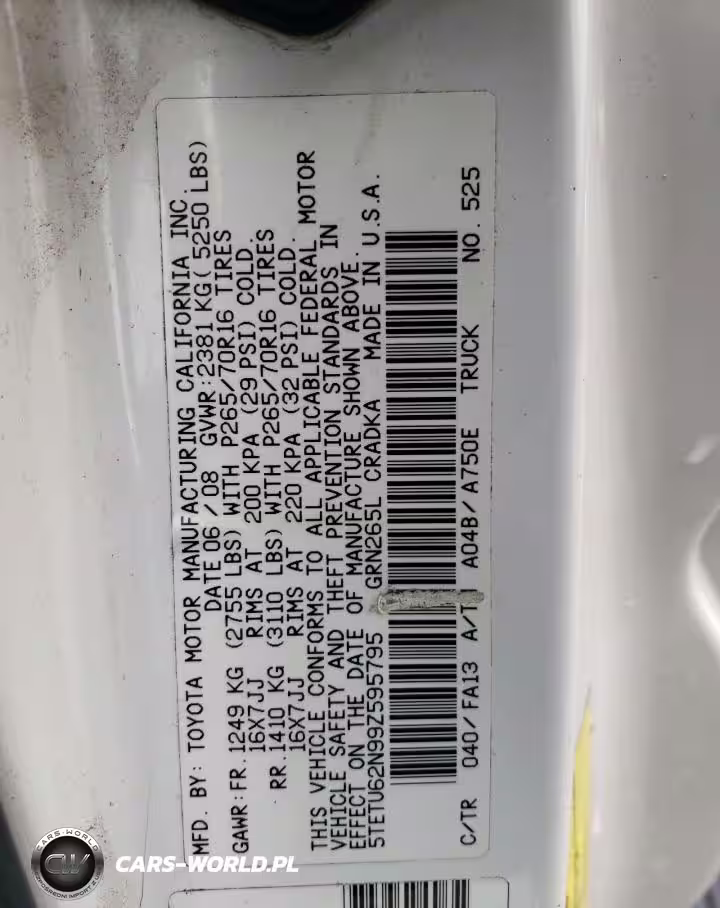 MFD. BY: TOYOTA MOTOR MANUFACTURING CALIFORNIA INC.
DATE 06/08 GVWR:2381 KG( 5250 LBS)
GAWR:FR. 1249 KG (2755 LBS) WITH P265/70R16 TIRES
16X7JJ RIMS AT 200 KPA (29 PSI) COLD.
RR. 1410 KG (3110 LBS) WITH P265/70R16 TIRES
16X7JJ RIMS AT 220 KPA (32 PSI) COLD.
THIS VEHICLE CONFORMS TO ALL APPLICABLE FEDERAL MOTOR
VEHICLE SAFETY AND THEFT PREVENTION STANDARDS IN
EFFECT ON THE DATE OF MANUFACTURE SHOWN ABOVE.
5TETU62N99Z595795 GRN265L CRADKA MADE IN U.S.A.
C/TR 040/FA13 A/ A04B/A750E TRUCK NO. 525
CARS-WORLD
CW
CARS-WORLD.PL